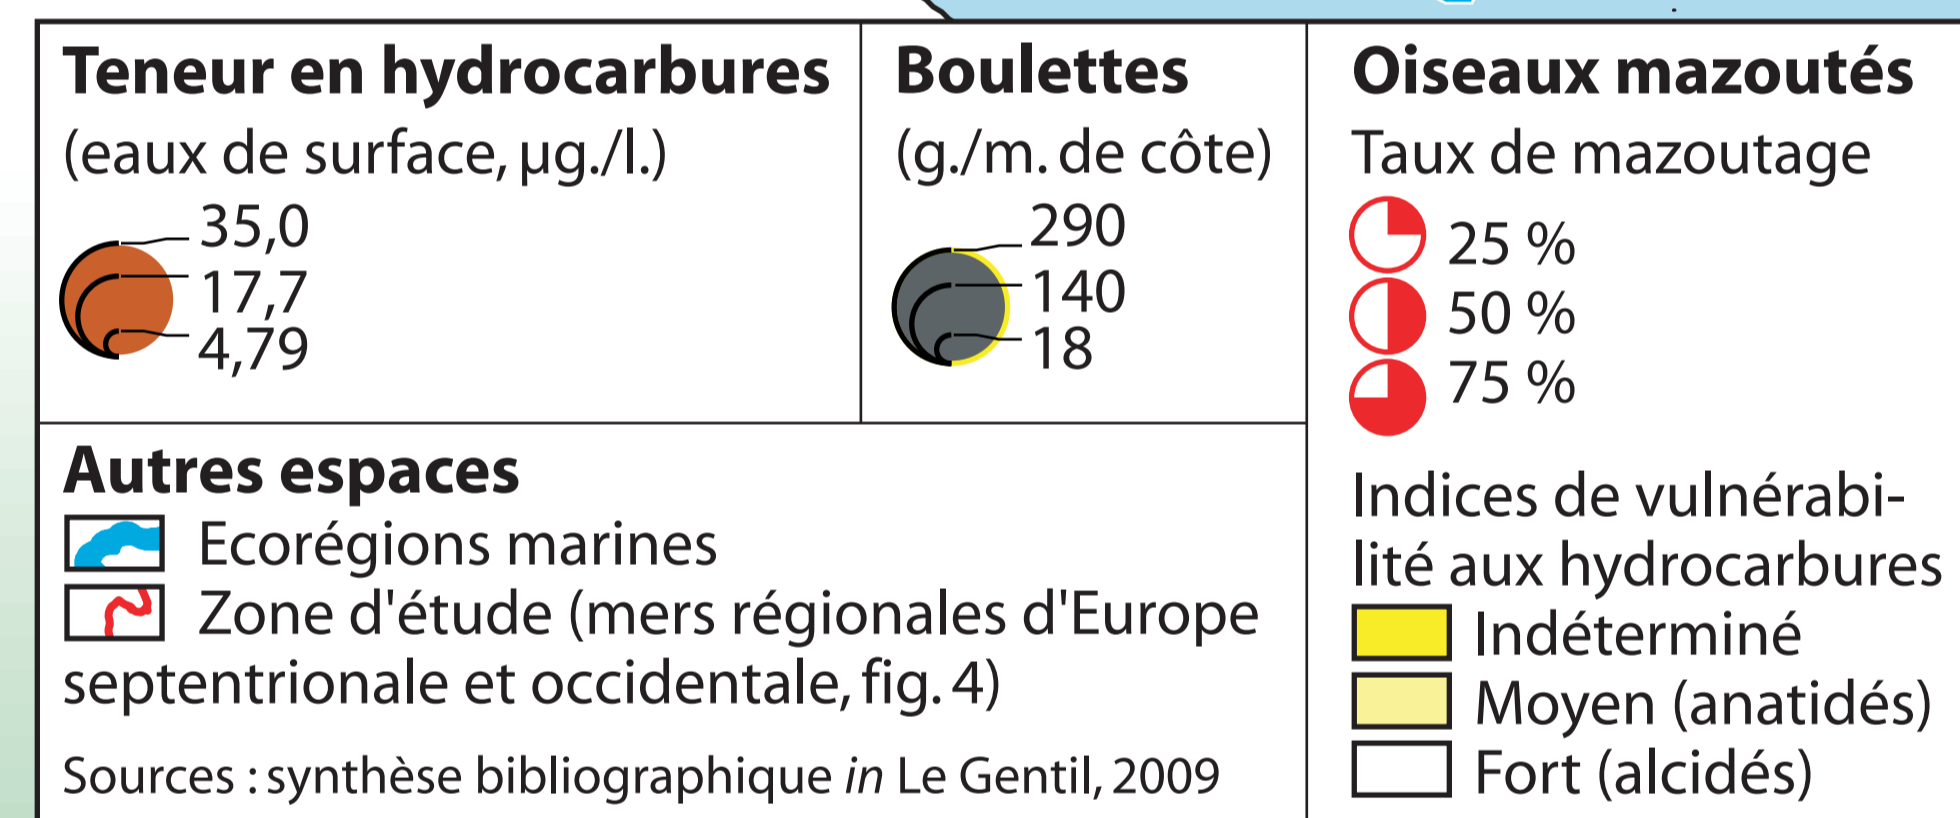 Teneur en hydrocarbures
(eaux de surface, µg./l.)
35,0
17,7
4,79
Boulettes
(g./m. de côte)
290
140
18
Oiseaux mazoutés
Taux de mazoutage
25 %
50 %
75 %
Indices de vulnérabi-
lité aux hydrocarbures
Indéterminé
Moyen (anatidés)
Fort (alcidés)
Autres espaces
Ecorégions marines
Zone d'étude (mers régionales d'Europe
septentrionale et occidentale, fig. 4)
Sources : synthèse bibliographique in Le Gentil, 2009